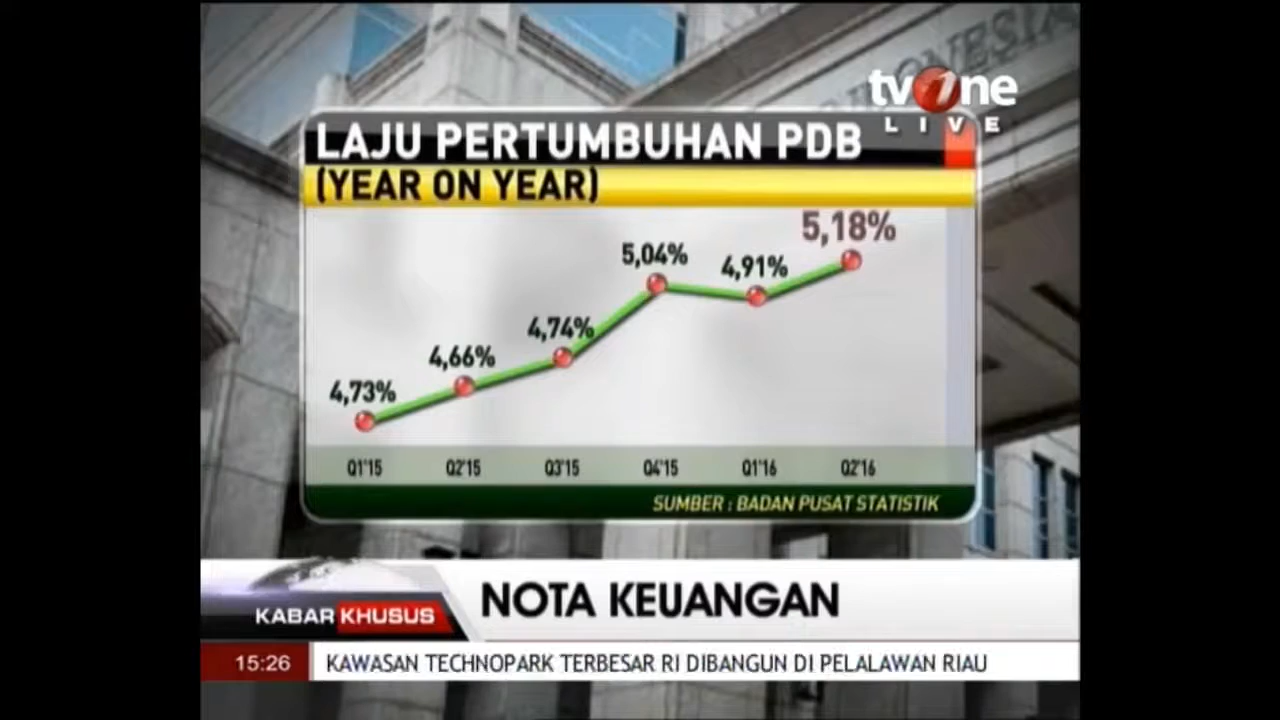 ONESIA
tvOne
LIVE
LAJU PERTUMBUHAN PDB
(YEAR ON YEAR)
4,73%
4,66%
4,74%
5,04%
4,91%
5,18%
Q1'15
Q2'15
Q3'15
Q4'15
Q1'16
Q2'16
SUMBER : BADAN PUSAT STATISTIK
KABAR KHUSUS
NOTA KEUANGAN
15:26
KAWASAN TECHNOPARK TERBESAR RI DIBANGUN DI PELALAWAN RIAU